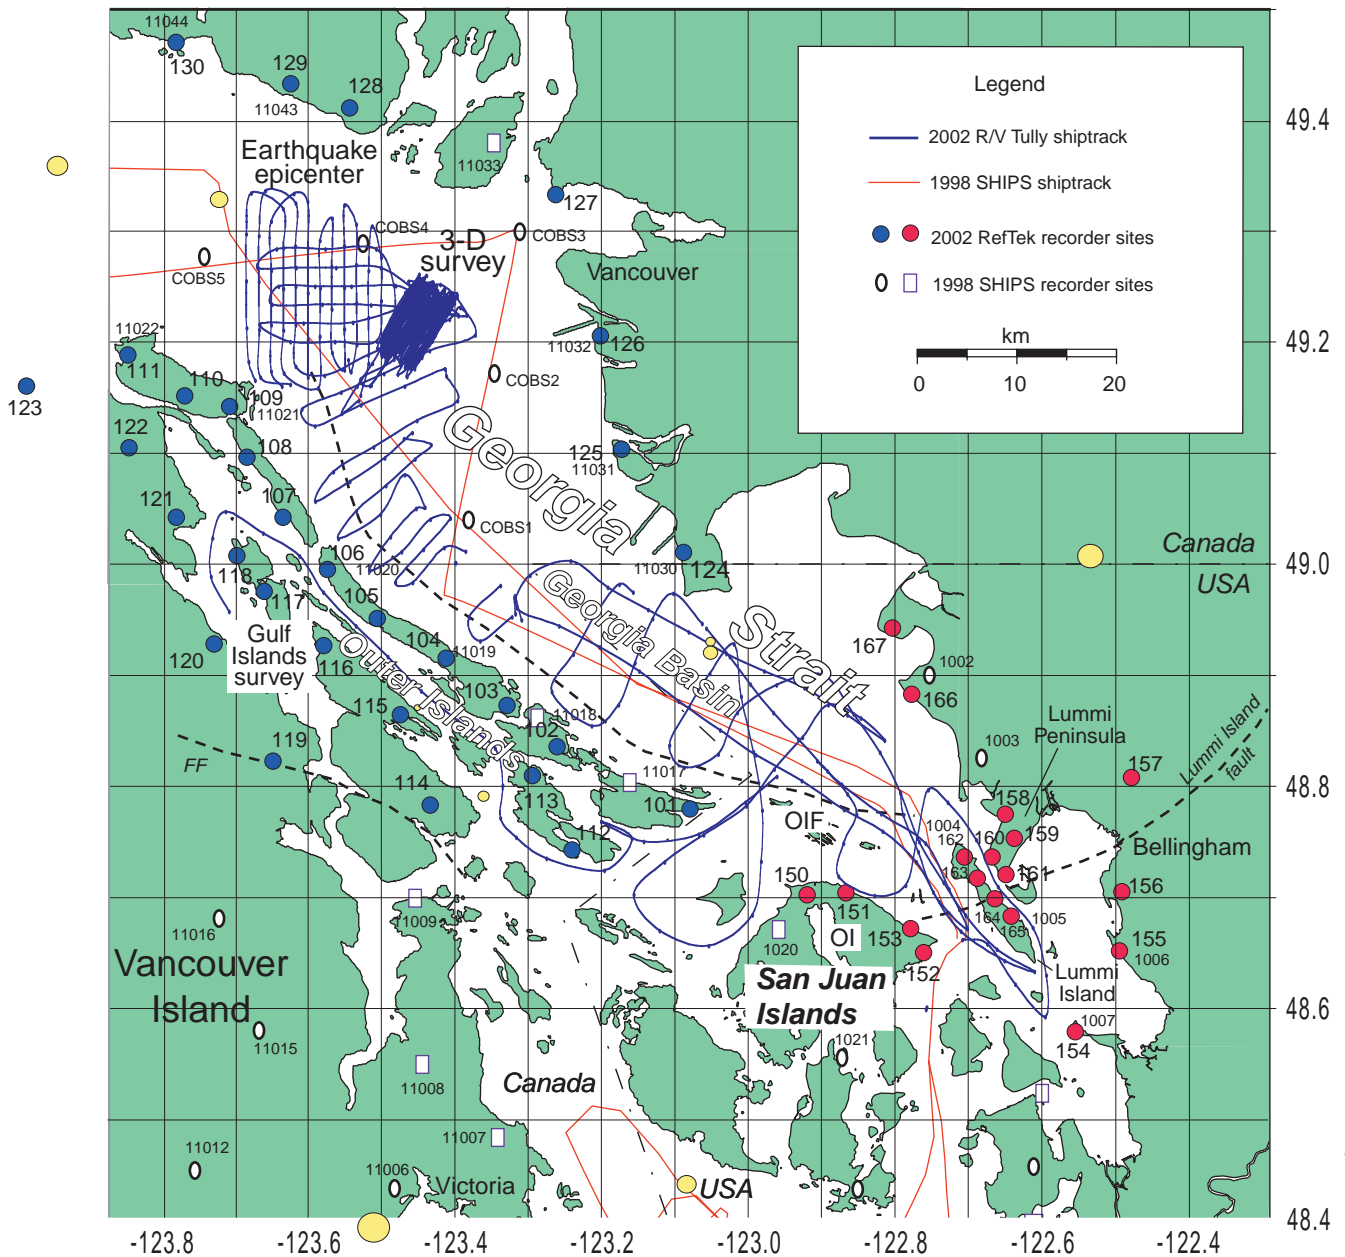 11044
130
129
11043
128
Earthquake
epicenter
11033
127
COBS4
COBS3
COBS5
3-D
survey
Vancouver
Legend
2002 R/V Tully shiptrack
1998 SHIPS shiptrack
2002 RefTek recorder sites
1998 SHIPS recorder sites
km
0 10 20
49.4
49.2
49.0
48.8
48.6
48.4
11022
111
110
109
11021
123
122
108
COBS2
11032
126
Georgia
Strait
125
11031
121
107
COBS1
106
11020
11030
124
Canada
USA
118
117
105
Georgia Basin
Gulf
Islands
survey
120
116
104
11019
Outer Islands
103
115
102
11018
167
1002
166
Lummi
Peninsula
1003
Lummi Island
fault
157
119
FF
114
113
11017
101
112
OIF
158
1004
162
160
159
163
161
164
165
1005
Bellingham
156
150
151
153
152
OI
1020
155
1006
11009
11016
Vancouver
Island
San Juan
Islands
Lummi
Island
1007
154
11015
1021
11008
Canada
11007
11012
11006
Victoria
USA
-123.8 -123.6 -123.4 -123.2 -123.0 -122.8 -122.6 -122.4